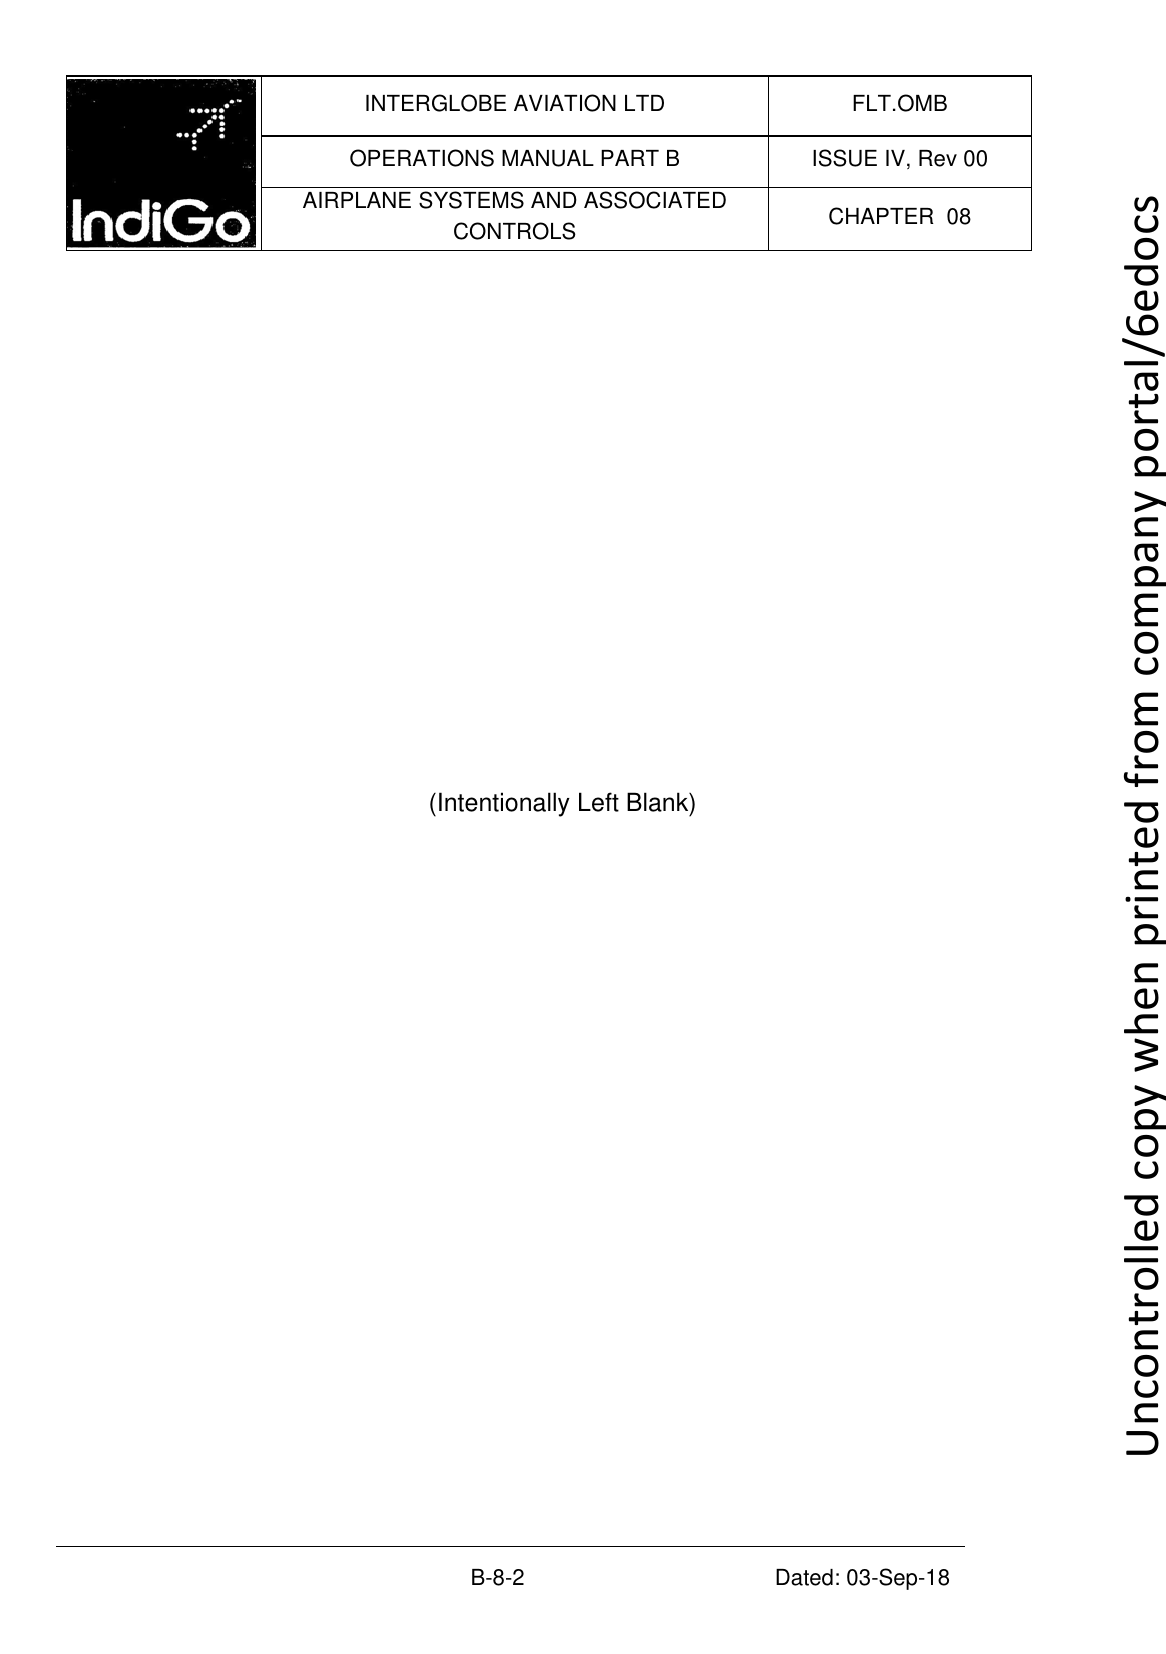 IndiGo
INTERGLOBE AVIATION LTD
FLT.OMB
OPERATIONS MANUAL PART B
ISSUE IV, Rev 00
AIRPLANE SYSTEMS AND ASSOCIATED
CONTROLS
CHAPTER 08
(Intentionally Left Blank)
B-8-2
Dated: 03-Sep-18
Uncontrolled copy when printed from company portal/6edocs